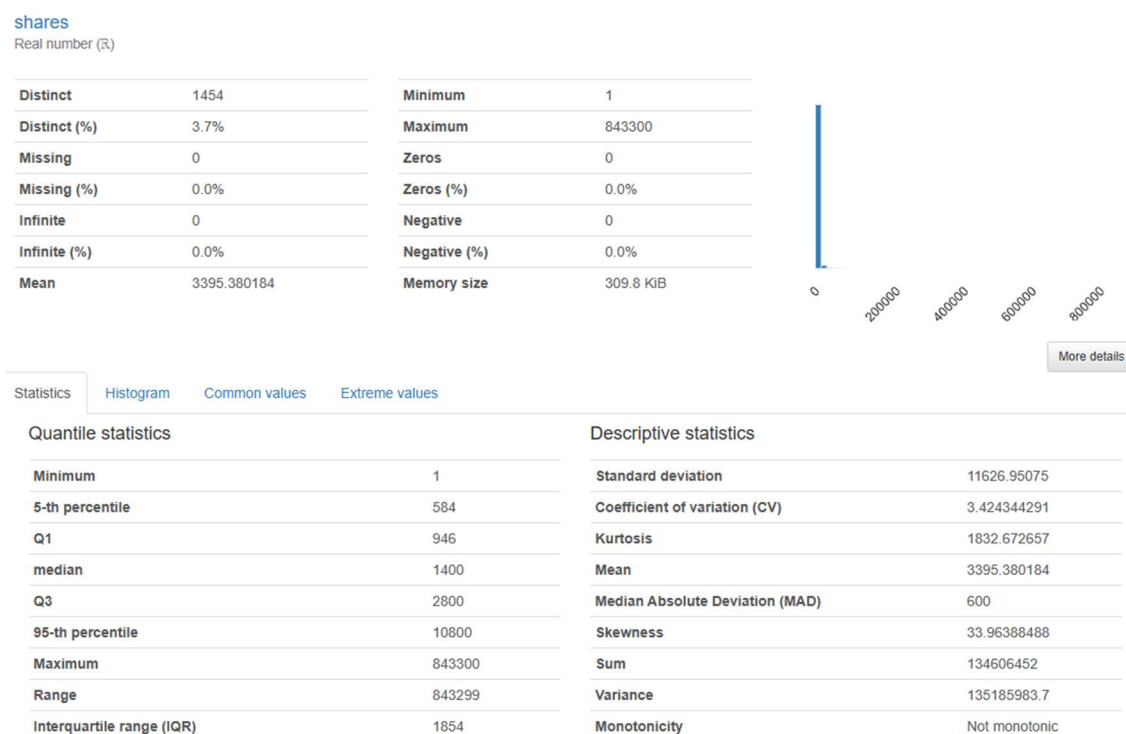 shares
Real number (ℝ)
Distinct 1454
Distinct (%) 3.7%
Missing 0
Missing (%) 0.0%
Infinite 0
Infinite (%) 0.0%
Mean 3395.380184
Minimum 1
Maximum 843300
Zeros 0
Zeros (%) 0.0%
Negative 0
Negative (%) 0.0%
Memory size 309.8 KiB
0 200000 400000 600000 800000
More details
Statistics Histogram Common values Extreme values
Quantile statistics
Minimum 1
5-th percentile 584
Q1 946
median 1400
Q3 2800
95-th percentile 10800
Maximum 843300
Range 843299
Interquartile range (IQR) 1854
Descriptive statistics
Standard deviation 11626.95075
Coefficient of variation (CV) 3.424344291
Kurtosis 1832.672657
Mean 3395.380184
Median Absolute Deviation (MAD) 600
Skewness 33.96388488
Sum 134606452
Variance 135185983.7
Monotonicity Not monotonic